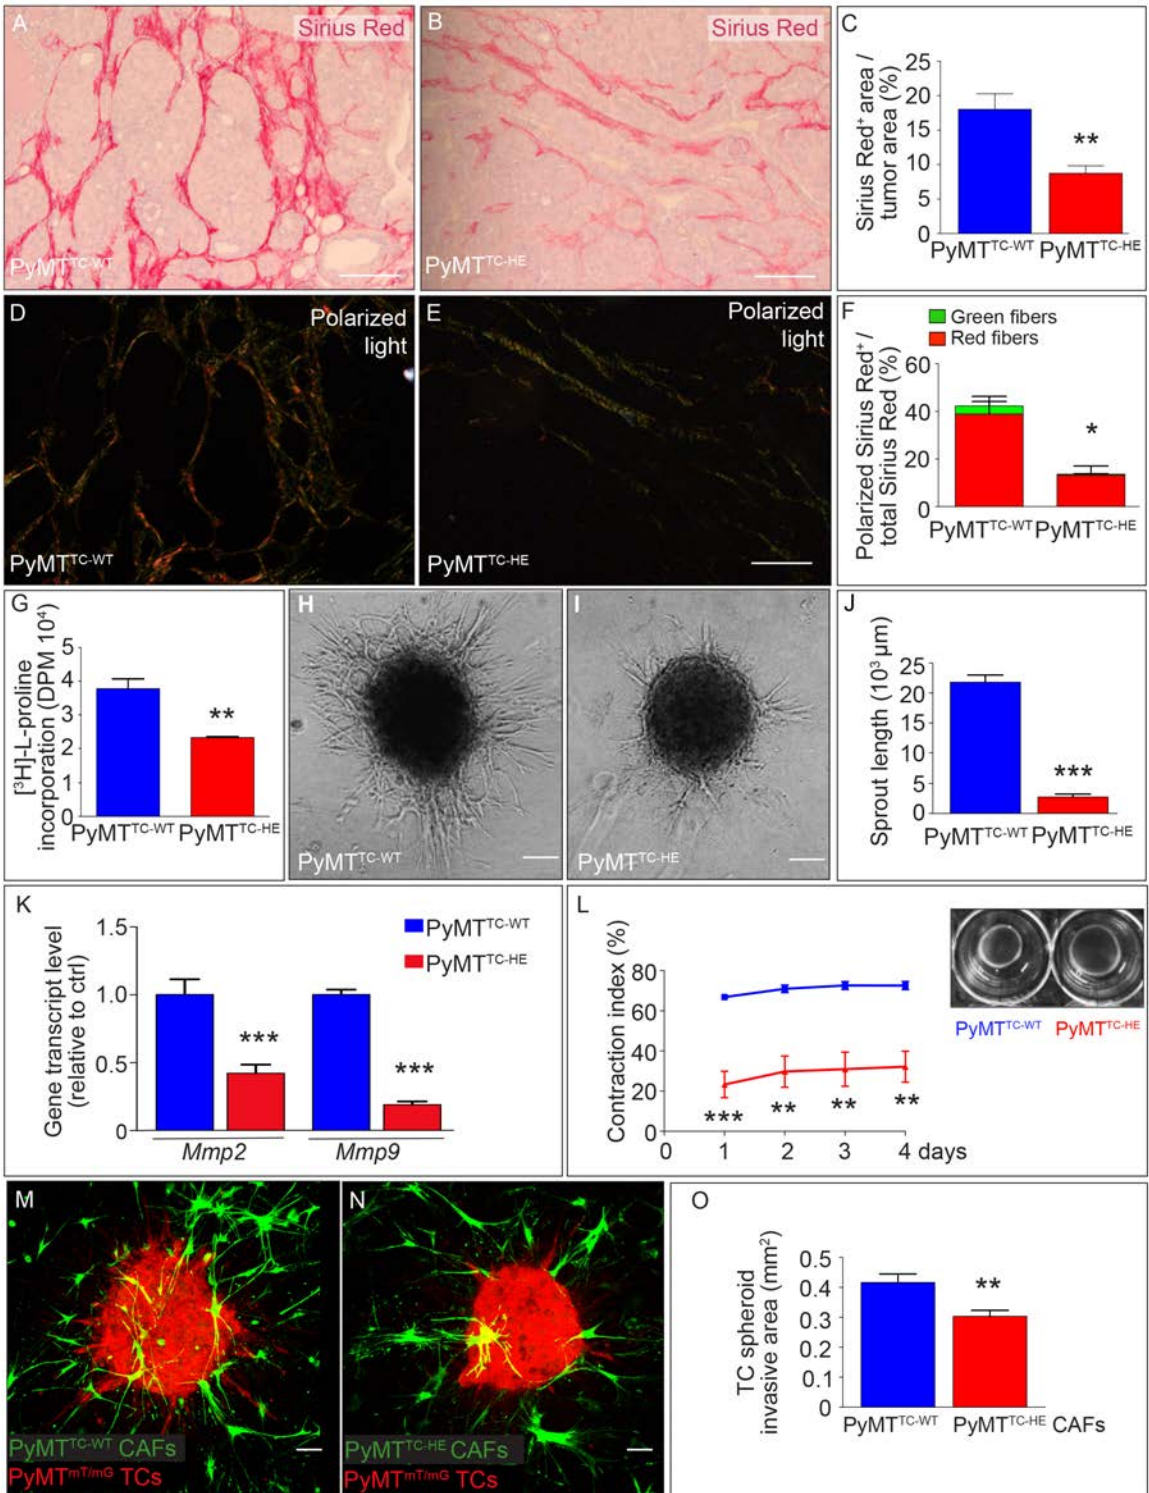 A
Sirius Red
PyMT^TC-WT
B
Sirius Red
PyMT^TC-HE
C
Sirius Red⁺ area /
tumor area (%)
25
20
15
10
5
0
PyMT^TC-WT PyMT^TC-HE
D
Polarized
light
PyMT^TC-WT
E
Polarized
light
PyMT^TC-HE
F
Green fibers
Red fibers
Polarized Sirius Red⁺ /
total Sirius Red (%)
60
40
20
0
*
PyMT^TC-WT PyMT^TC-HE
**
G
[³H]-L-proline
incorporation (DPM 10⁴)
5
4
3
2
1
0
**
PyMT^TC-WT PyMT^TC-HE
H
PyMT^TC-WT
I
PyMT^TC-HE
J
Sprout length (10³ µm)
25
20
15
10
5
0
***
PyMT^TC-WT PyMT^TC-HE
K
Gene transcript level
(relative to ctrl)
1.5
1.0
0.5
0
PyMT^TC-WT
PyMT^TC-HE
***
***
Mmp2 Mmp9
L
Contraction index (%)
80
60
40
20
0
*** ** ** **
0 1 2 3 4 days
PyMT^TC-WT PyMT^TC-HE
M
PyMT^TC-WT CAFs
PyMT^mT/mG TCs
N
PyMT^TC-HE CAFs
PyMT^mT/mG TCs
O
TC spheroid
invasive area (mm²)
0.5
0.4
0.3
0.2
0.1
0
**
PyMT^TC-WT PyMT^TC-HE CAFs